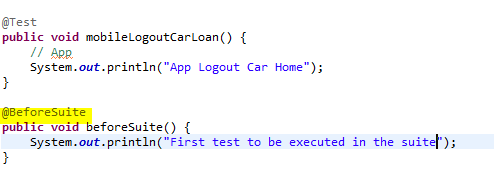 @Test
public void mobileLogoutCarLoan() {
// App
System.out.println("App Logout Car Home");
}
@BeforeSuite
public void beforeSuite() {
System.out.println("First test to be executed in the suite");
}